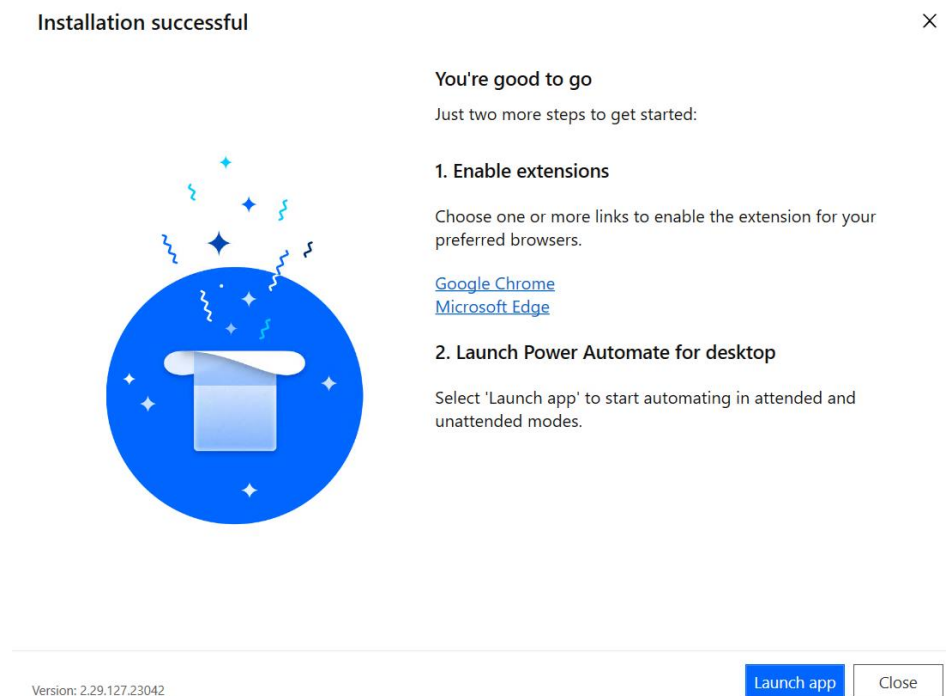 Installation successful
You're good to go
Just two more steps to get started:
1. Enable extensions
Choose one or more links to enable the extension for your
preferred browsers.
Google Chrome
Microsoft Edge
2. Launch Power Automate for desktop
Select 'Launch app' to start automating in attended and
unattended modes.
Version: 2.29.127.23042
Launch app
Close